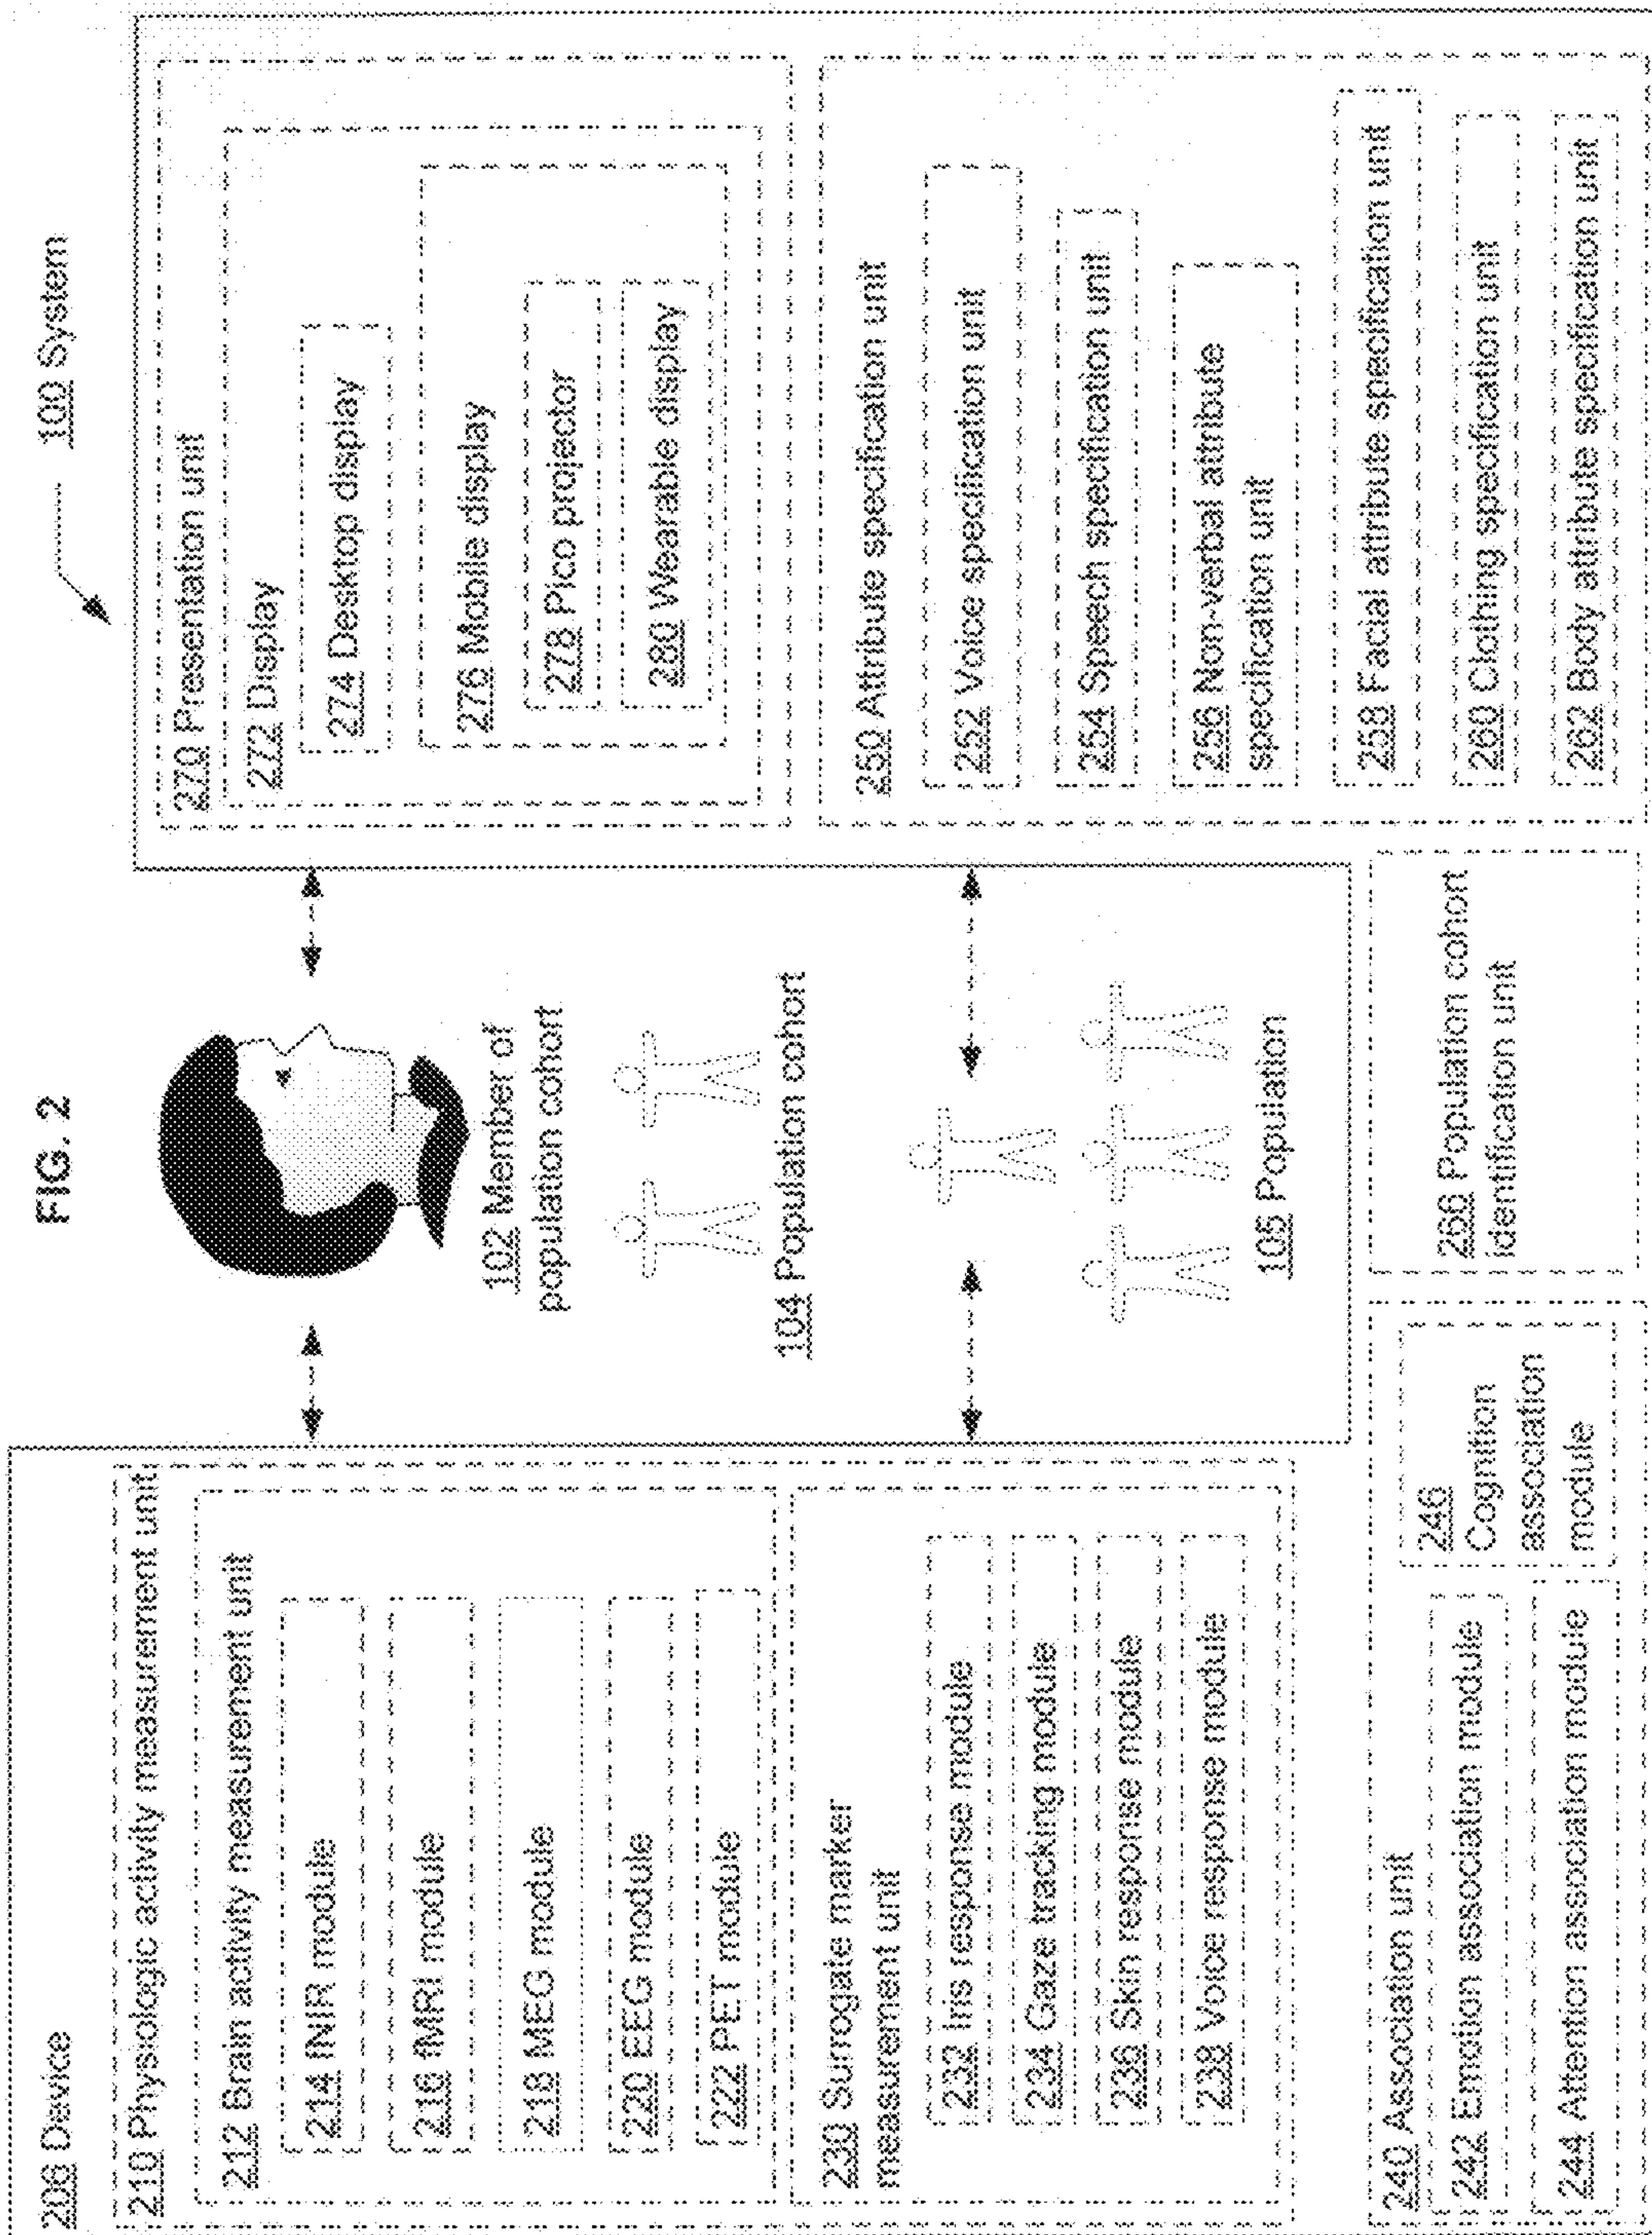 FIG. 2
100 System
206 Device
210 Physiologic activity measurement unit
212 Brain activity measurement unit
214 fNIR module
216 fMRI module
218 MEG module
220 EEG module
222 PET module
230 Surrogate marker
measurement unit
232 Iris response module
234 Gaze tracking module
236 Skin response module
238 Voice response module
240 Association unit
242 Emotion association module
244 Attention association module
246
Cognition
association
module
102 Member of
population cohort
104 Population cohort
105 Population
266 Population cohort
identification unit
270 Presentation unit
272 Display
274 Desktop display
276 Mobile display
278 Pico projector
280 Wearable display
250 Attribute specification unit
252 Voice specification unit
254 Speech specification unit
256 Non-verbal attribute
specification unit
258 Facial attribute specification unit
260 Clothing specification unit
262 Body attribute specification unit